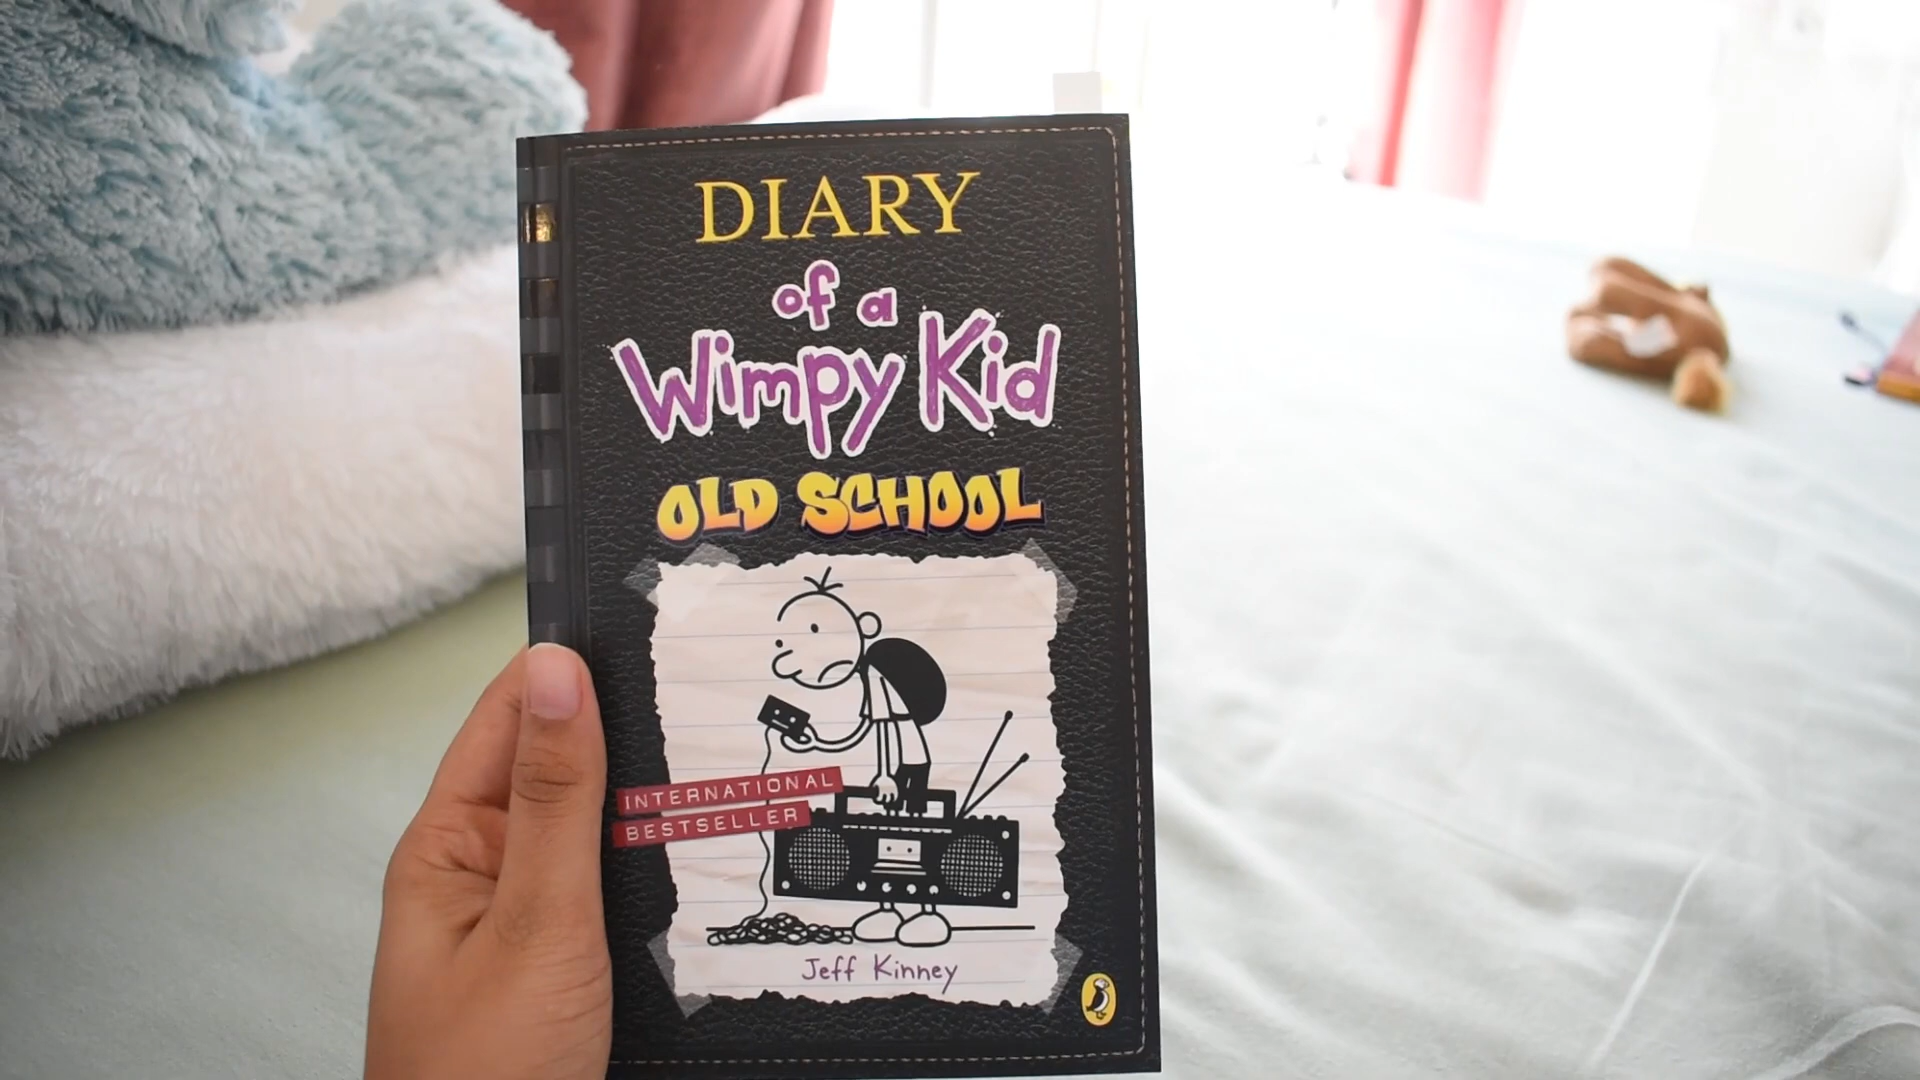 DIARY
of a
Wimpy Kid
OLD SCHOOL
INTERNATIONAL
BESTSELLER
Jeff Kinney